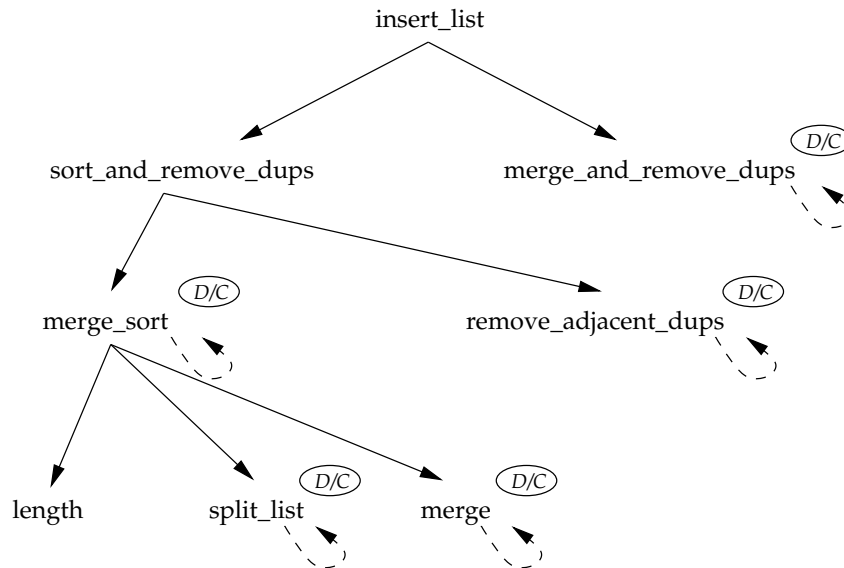 insert_list
D/C
sort_and_remove_dups
merge_and_remove_dups
D/C
D/C
merge_sort
remove_adjacent_dups
D/C
D/C
length
split_list
merge